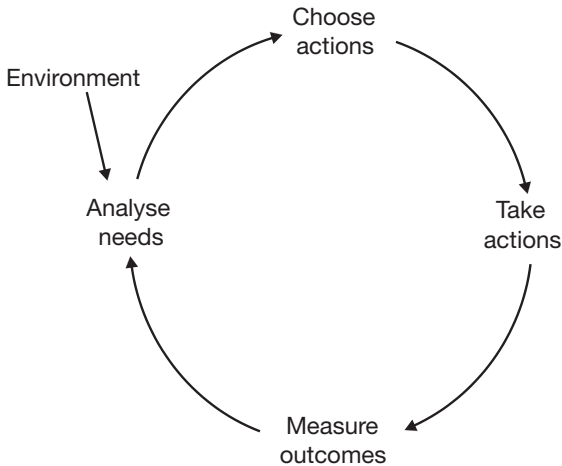 Choose
actions
Environment
Analyse
needs
Take
actions
Measure
outcomes